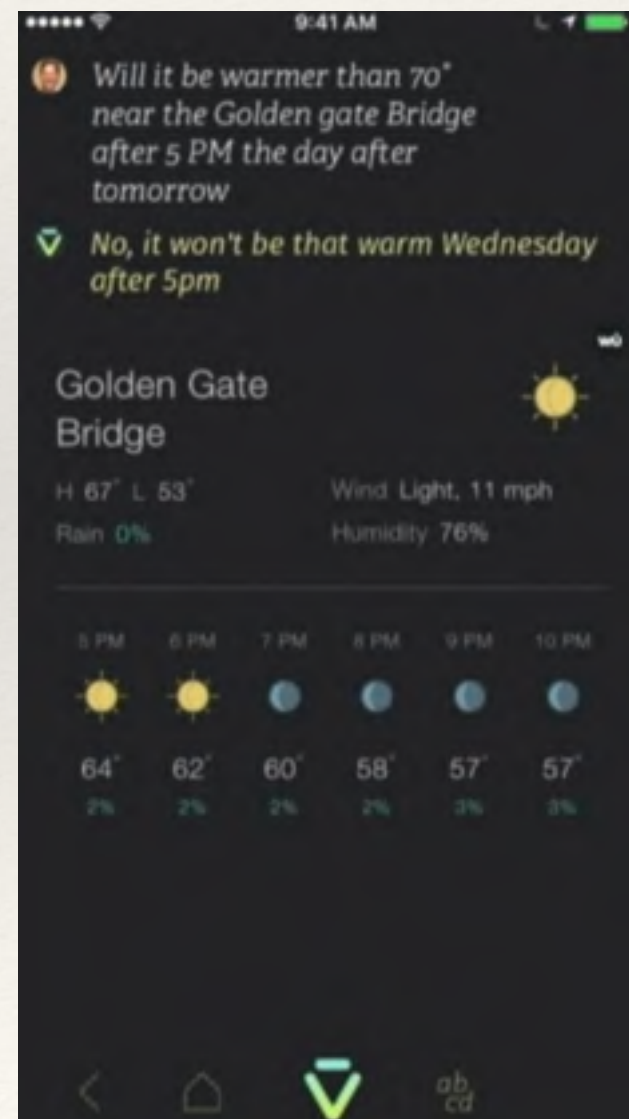 9:41 AM
Will it be warmer than 70°
near the Golden gate Bridge
after 5 PM the day after
tomorrow
No, it won't be that warm Wednesday
after 5pm
wu
Golden Gate
Bridge
H 67° L 53°
Wind Light, 11 mph
Rain 0%
Humidity 76%
5 PM 6 PM 7 PM 8 PM 9 PM 10 PM
64° 62° 60° 58° 57° 57°
2% 2% 2% 2% 3% 3%
ab
cd